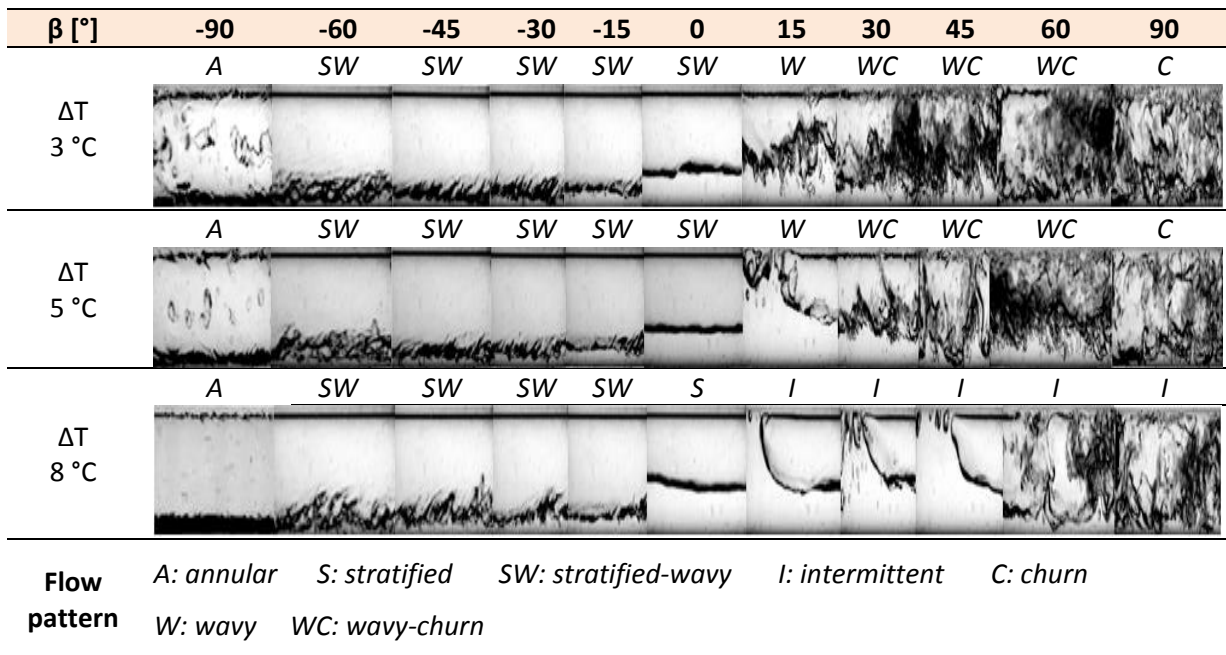 β [°] -90 -60 -45 -30 -15 0 15 30 45 60 90
A SW SW SW SW SW W WC WC WC C
ΔT
3 °C
A SW SW SW SW SW W WC WC WC C
ΔT
5 °C
A SW SW SW SW S I I I I I
ΔT
8 °C
Flow
pattern
A: annular S: stratified SW: stratified-wavy I: intermittent C: churn
W: wavy WC: wavy-churn